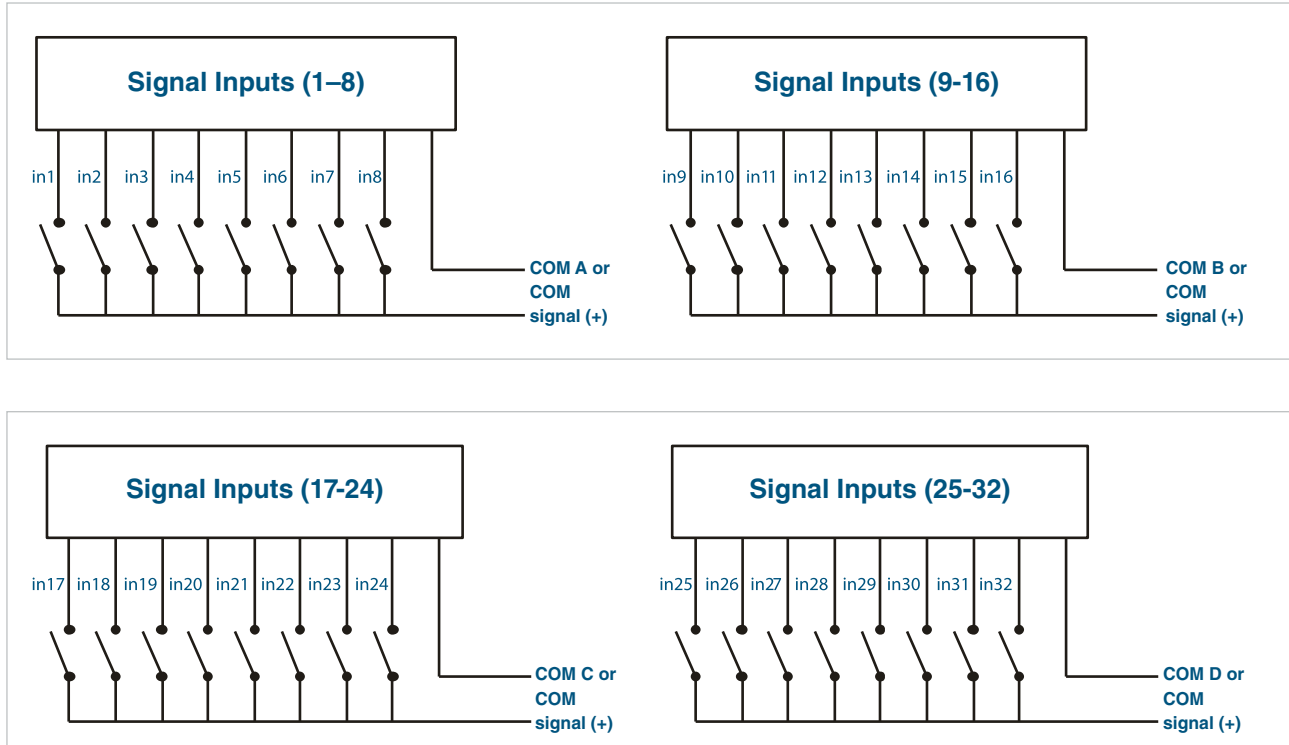 Signal Inputs (1–8)
in1 in2 in3 in4 in5 in6 in7 in8
COM A or
COM
signal (+)
Signal Inputs (9-16)
in9 in10 in11 in12 in13 in14 in15 in16
COM B or
COM
signal (+)
Signal Inputs (17-24)
in17 in18 in19 in20 in21 in22 in23 in24
COM C or
COM
signal (+)
Signal Inputs (25-32)
in25 in26 in27 in28 in29 in30 in31 in32
COM D or
COM
signal (+)